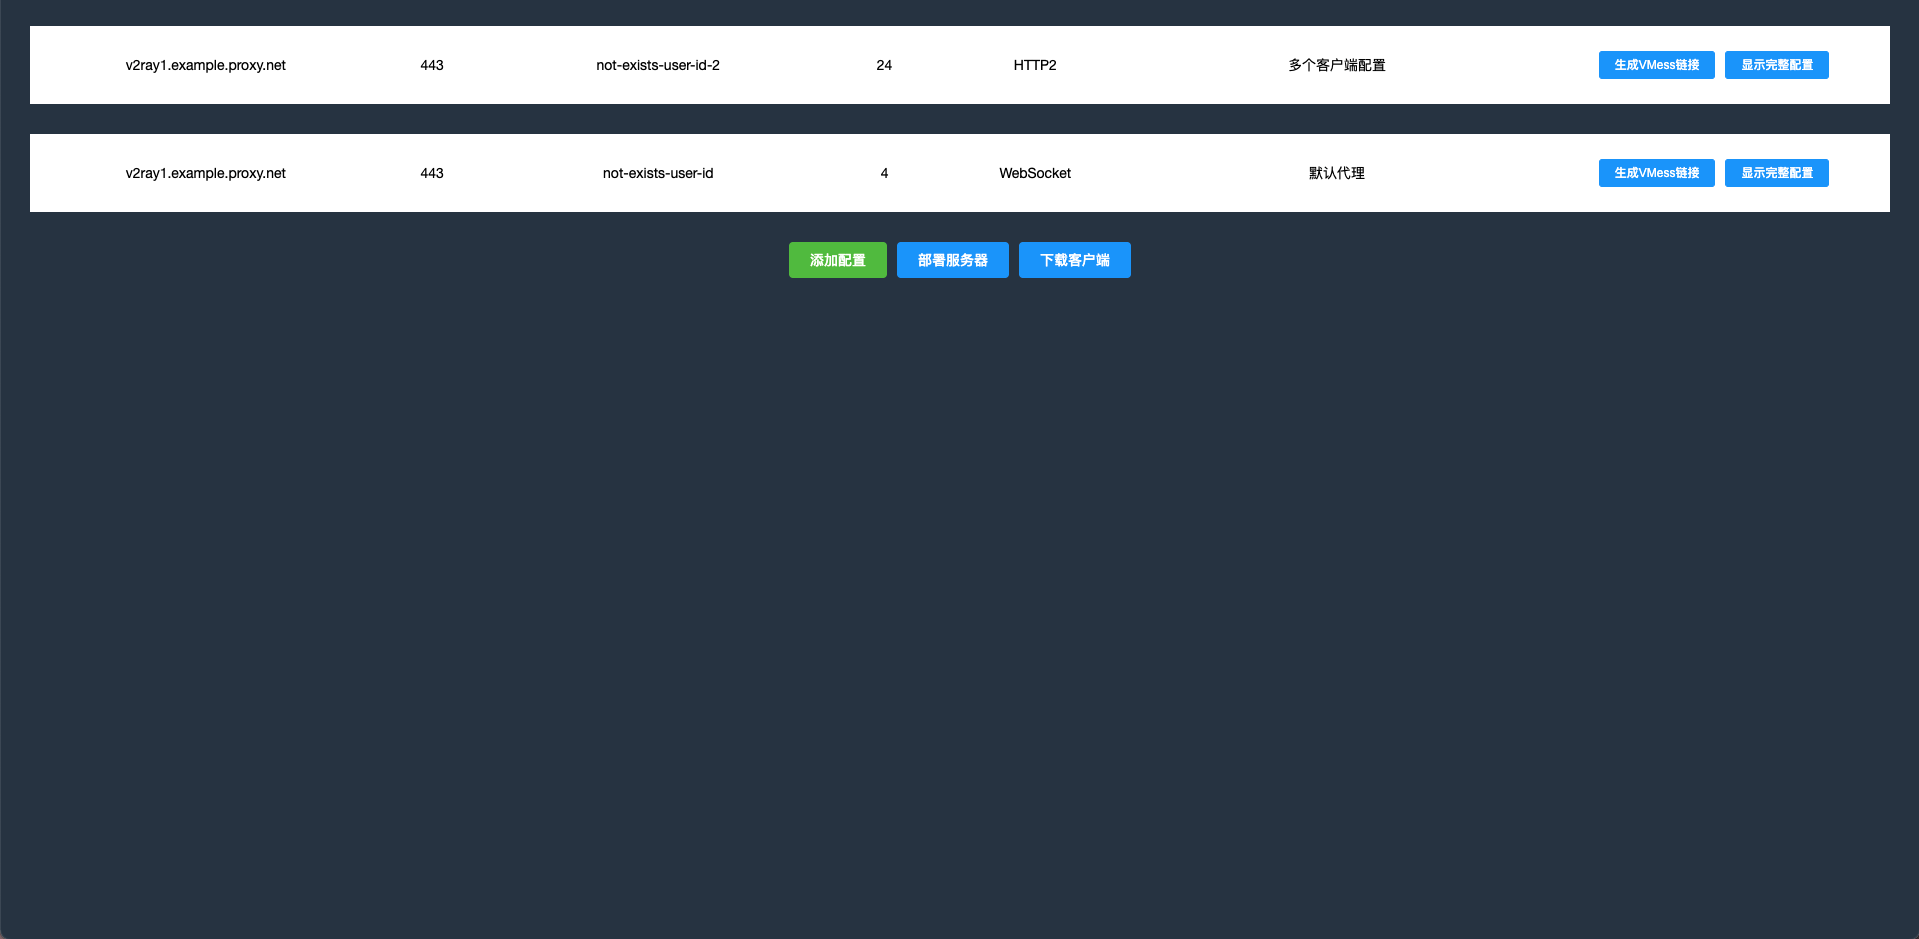 v2ray1.example.proxy.net 443 not-exists-user-id-2 24 HTTP2 多个客户端配置 生成VMess链接 显示完整配置
v2ray1.example.proxy.net 443 not-exists-user-id 4 WebSocket 默认代理 生成VMess链接 显示完整配置
添加配置 部署服务器 下载客户端